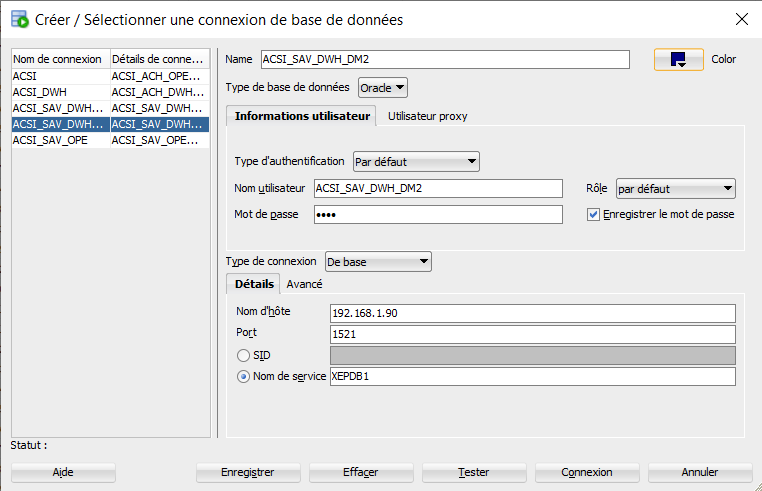 Créer / Sélectionner une connexion de base de données
Nom de connexion Détails de conne...
ACSI ACSI_ACH_OPE...
ACSI_DWH ACSI_ACH_DWH...
ACSI_SAV_DWH... ACSI_SAV_DWH...
ACSI_SAV_DWH... ACSI_SAV_DWH...
ACSI_SAV_OPE ACSI_SAV_OPE...
Name ACSI_SAV_DWH_DM2 Color
Type de base de données Oracle
Informations utilisateur Utilisateur proxy
Type d'authentification Par défaut
Nom utilisateur ACSI_SAV_DWH_DM2 Rôle par défaut
Mot de passe •••• Enregistrer le mot de passe
Type de connexion De base
Détails Avancé
Nom d'hôte 192.168.1.90
Port 1521
SID
Nom de service XEPDB1
Statut :
Aide Enregistrer Effacer Tester Connexion Annuler